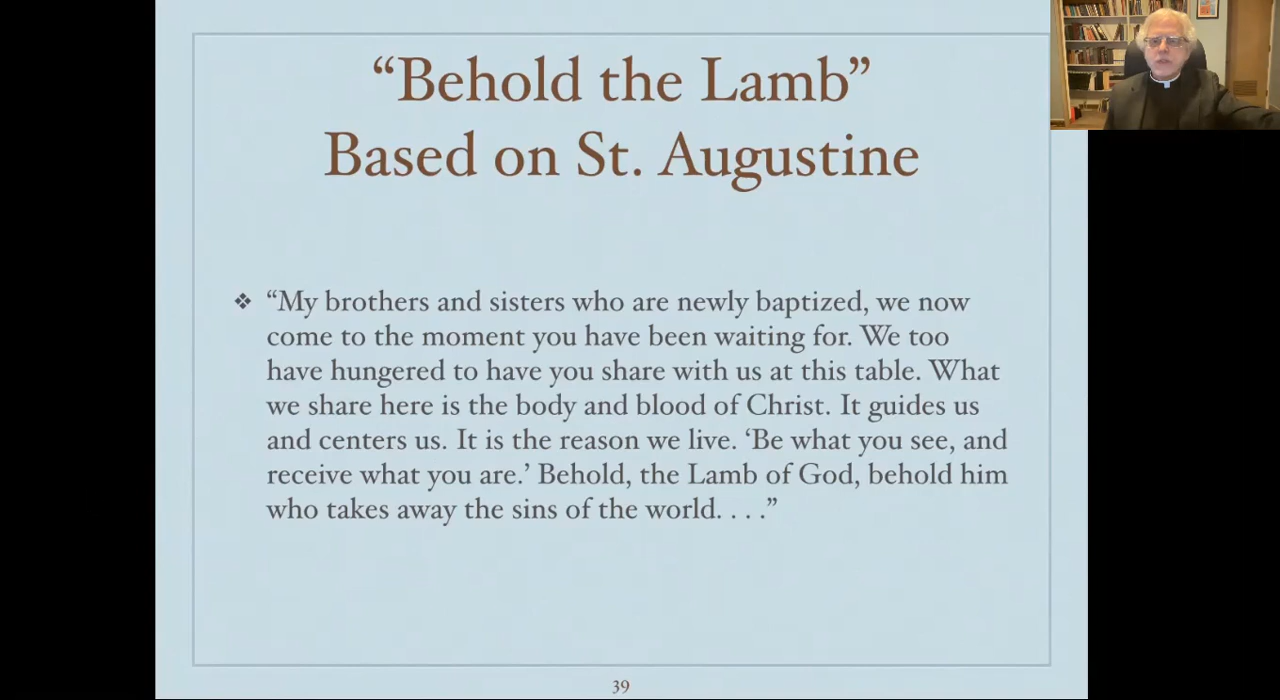 “Behold the Lamb”
Based on St. Augustine
“My brothers and sisters who are newly baptized, we now
come to the moment you have been waiting for. We too
have hungered to have you share with us at this table. What
we share here is the body and blood of Christ. It guides us
and centers us. It is the reason we live. ‘Be what you see, and
receive what you are.’ Behold, the Lamb of God, behold him
who takes away the sins of the world. . . .”
39